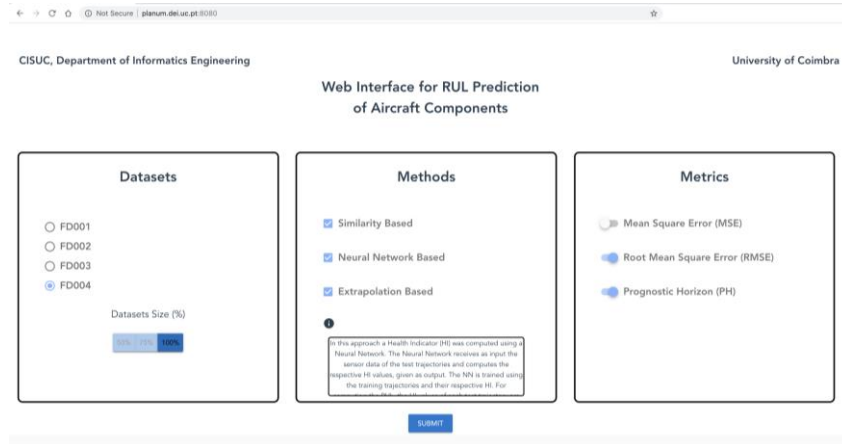 Not Secure | planum.dei.uc.pt:8080
CISUC, Department of Informatics Engineering
University of Coimbra
Web Interface for RUL Prediction
of Aircraft Components
Datasets
FD001
FD002
FD003
FD004
Datasets Size (%)
50% 75% 100%
Methods
Similarity Based
Neural Network Based
Extrapolation Based
In this approach a Health Indicator (HI) was computed using a
Neural Network. The Neural Network receives as input the
sensor data of the test trajectories and computes the
respective HI values, given as output. The NN is trained using
the training trajectories and their respective HI. For
Metrics
Mean Square Error (MSE)
Root Mean Square Error (RMSE)
Prognostic Horizon (PH)
SUBMIT